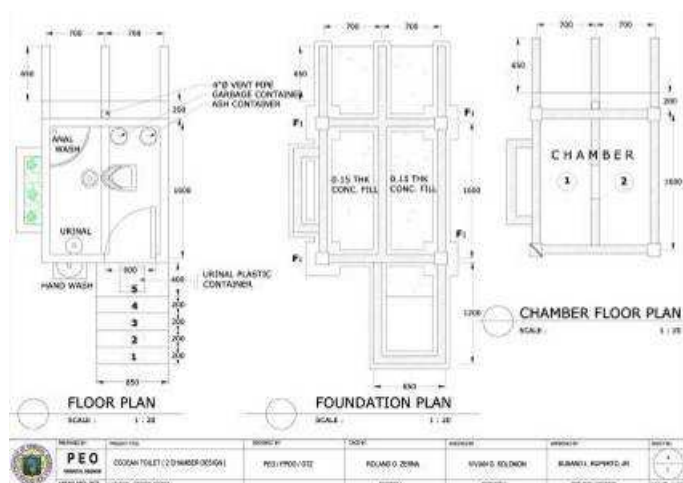 700
700
650
200
1600
4"Ø VENT PIPE
GARBAGE CONTAINER
ASH CONTAINER
ANAL
WASH
URINAL
HAND WASH
800
URINAL PLASTIC
CONTAINER
400
5
4
200
3
200
2
200
1
200
850
FLOOR PLAN
SCALE : 1 : 20
700
700
650
F1
F1
0.15 THK
CONC. FILL
0.15 THK
CONC. FILL
1600
F1
F1
1200
850
FOUNDATION PLAN
SCALE : 1 : 20
700
700
650
200
CHAMBER
1
2
1600
CHAMBER FLOOR PLAN
SCALE : 1 : 20
PEO
ECOSAN TOILET ( 2 CHAMBER DESIGN )
ROLAND O. ZERNA
VIVIAN G. SOLOMON